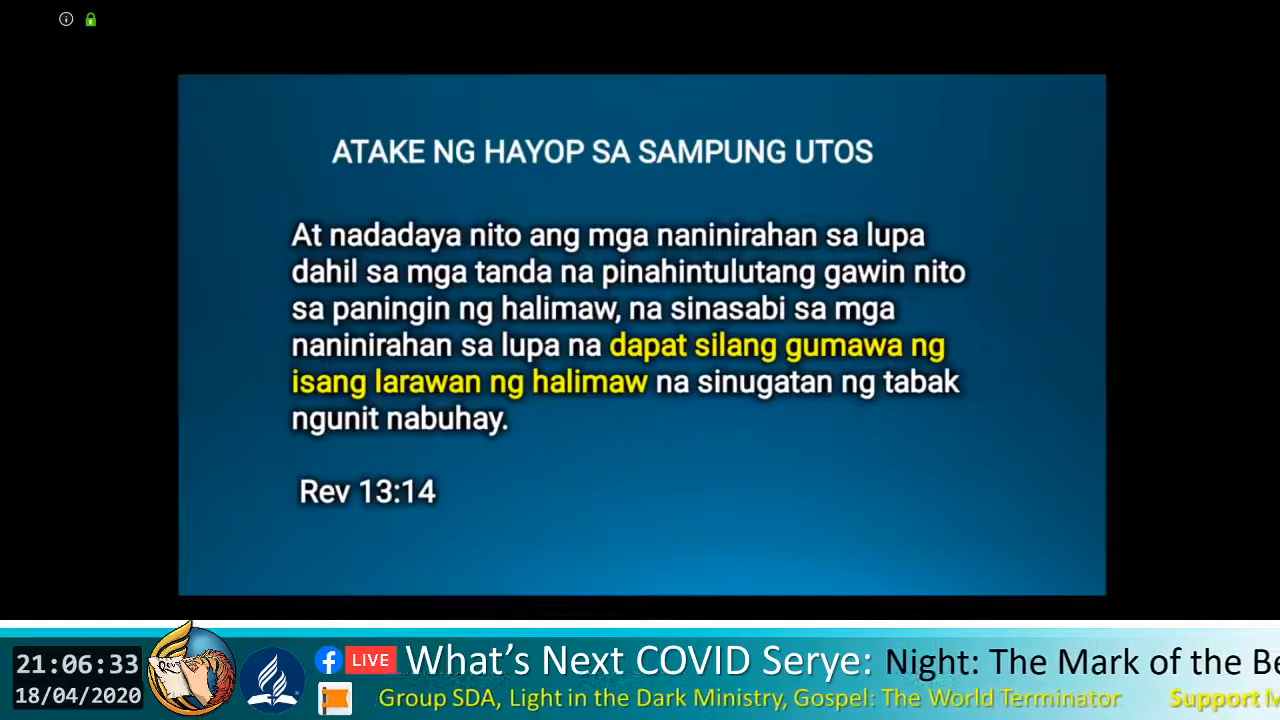 ATAKE NG HAYOP SA SAMPUNG UTOS
At nadadaya nito ang mga naninirahan sa lupa
dahil sa mga tanda na pinahintulutang gawin nito
sa paningin ng halimaw, na sinasabi sa mga
naninirahan sa lupa na dapat silang gumawa ng
isang larawan ng halimaw na sinugatan ng tabak
ngunit nabuhay.
Rev 13:14
21:06:33
18/04/2020
LIVE What's Next COVID Serye: Night: The Mark of the Be
Group SDA, Light in the Dark Ministry, Gospel: The World Terminator Support M